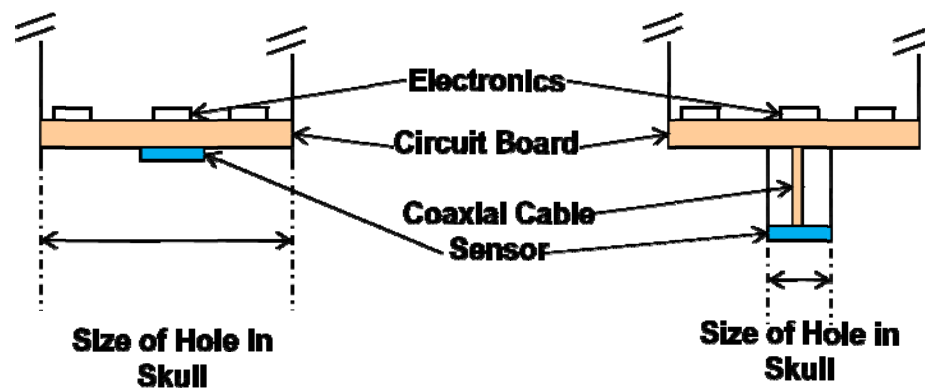 Electronics
Circuit Board
Coaxial Cable
Sensor
Size of Hole in
Skull
Size of Hole in
Skull